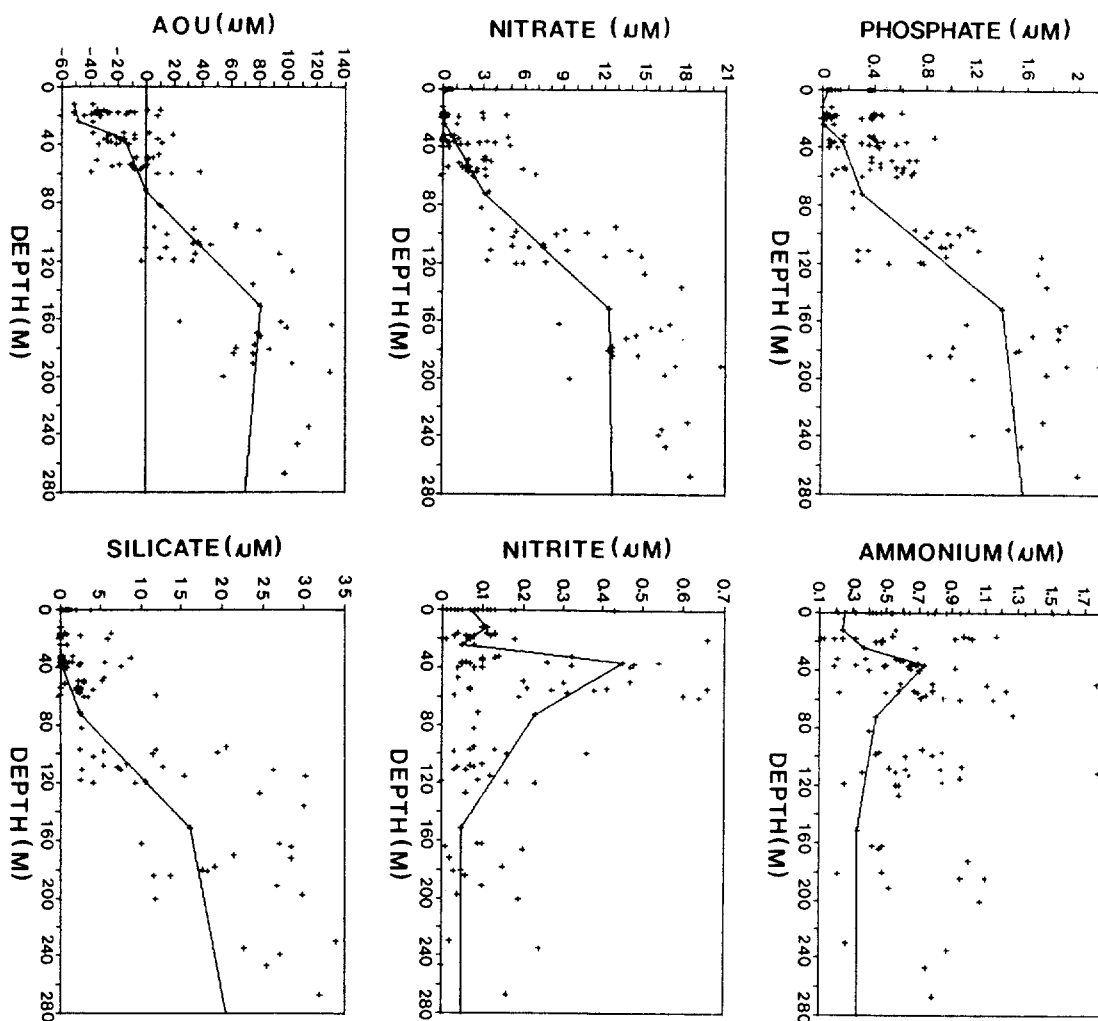 AOU (µM)
-60 -40 -20 0 20 40 60 80 100 120 140
0 40 80 120 160 200 240 280
DEPTH (M)
NITRATE (µM)
0 3 6 9 12 15 18 21
0 40 80 120 160 200 240 280
DEPTH (M)
PHOSPHATE (µM)
0 0.4 0.8 1.2 1.6 2
0 40 80 120 160 200 240 280
DEPTH (M)
SILICATE (µM)
0 5 10 15 20 25 30 35
0 40 80 120 160 200 240 280
DEPTH (M)
NITRITE (µM)
0 0.1 0.2 0.3 0.4 0.5 0.6 0.7
0 40 80 120 160 200 240 280
DEPTH (M)
AMMONIUM (µM)
0.1 0.3 0.5 0.7 0.9 1.1 1.3 1.5 1.7
0 40 80 120 160 200 240 280
DEPTH (M)